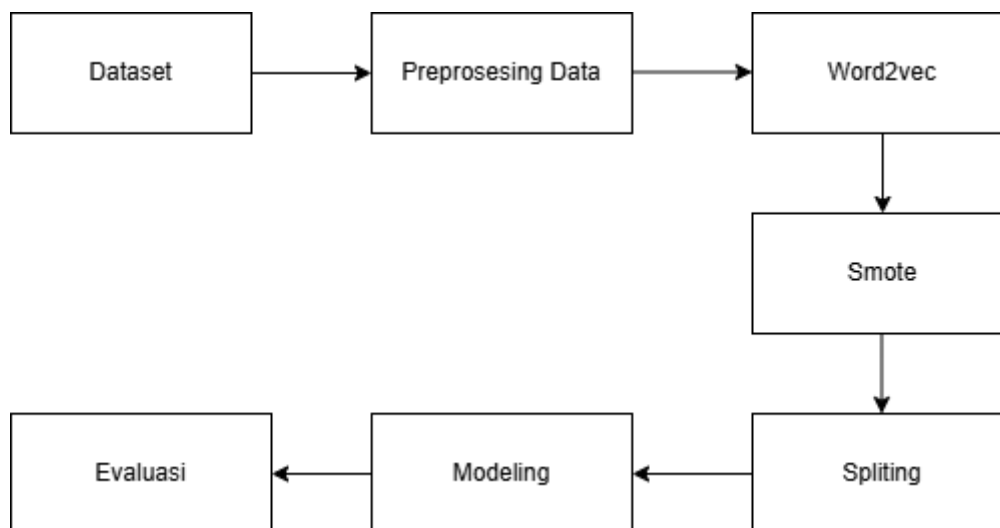 Dataset
Preprosesing Data
Word2vec
Smote
Evaluasi
Modeling
Spliting